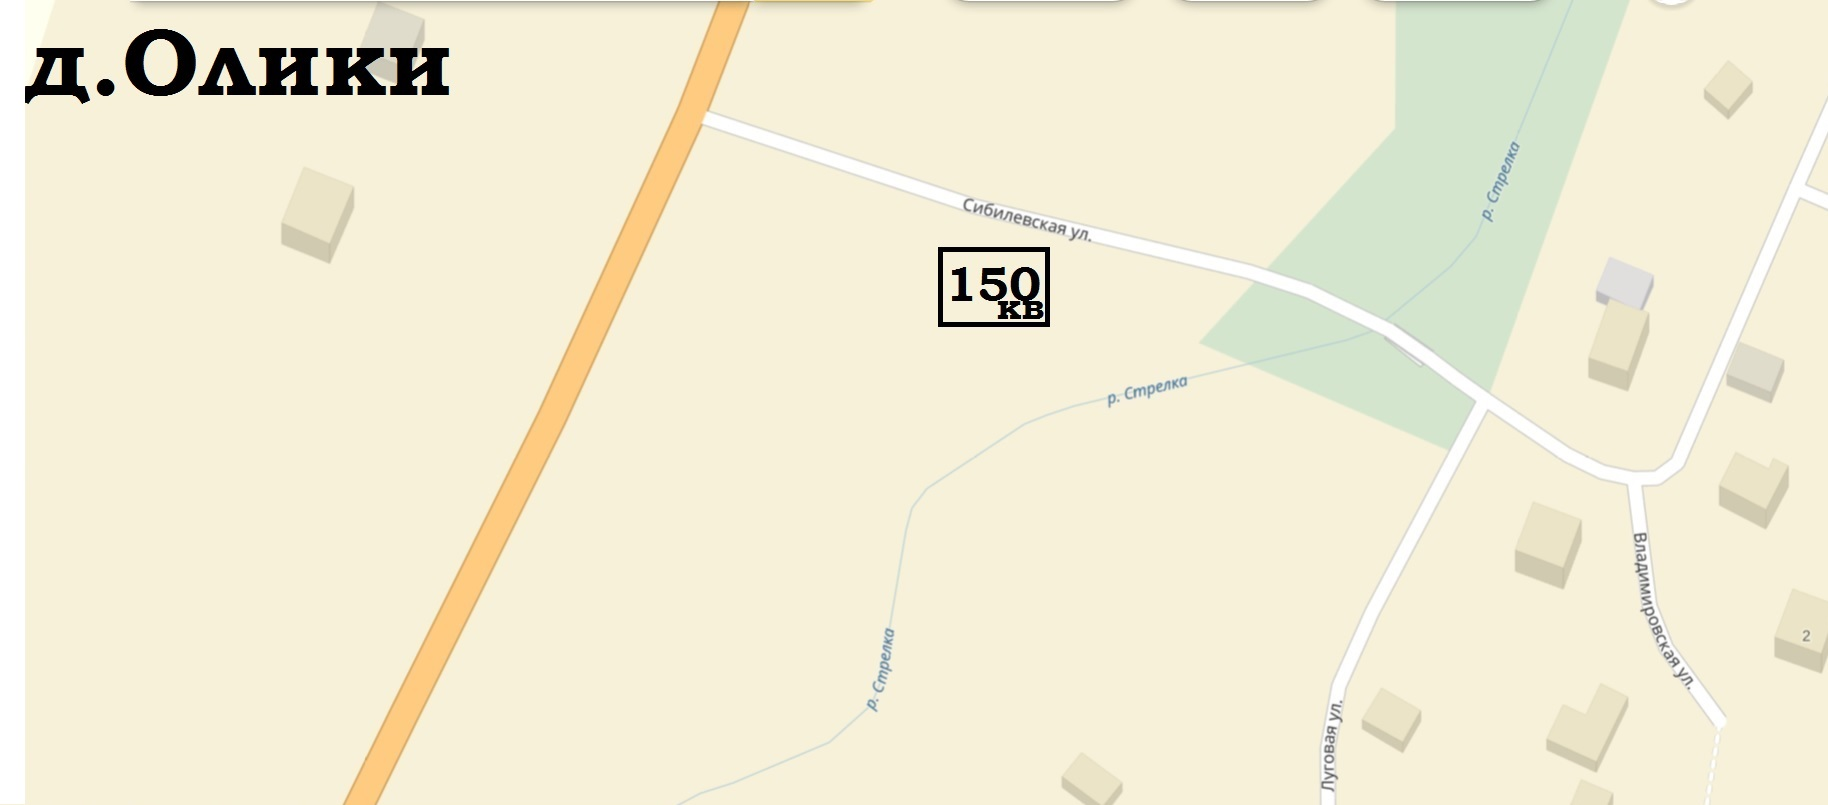 д.Олики
р. Стрелка
Сибилевская ул.
150
кв
р. Стрелка
Владимировская ул.
2
р. Стрелка
Луговая ул.